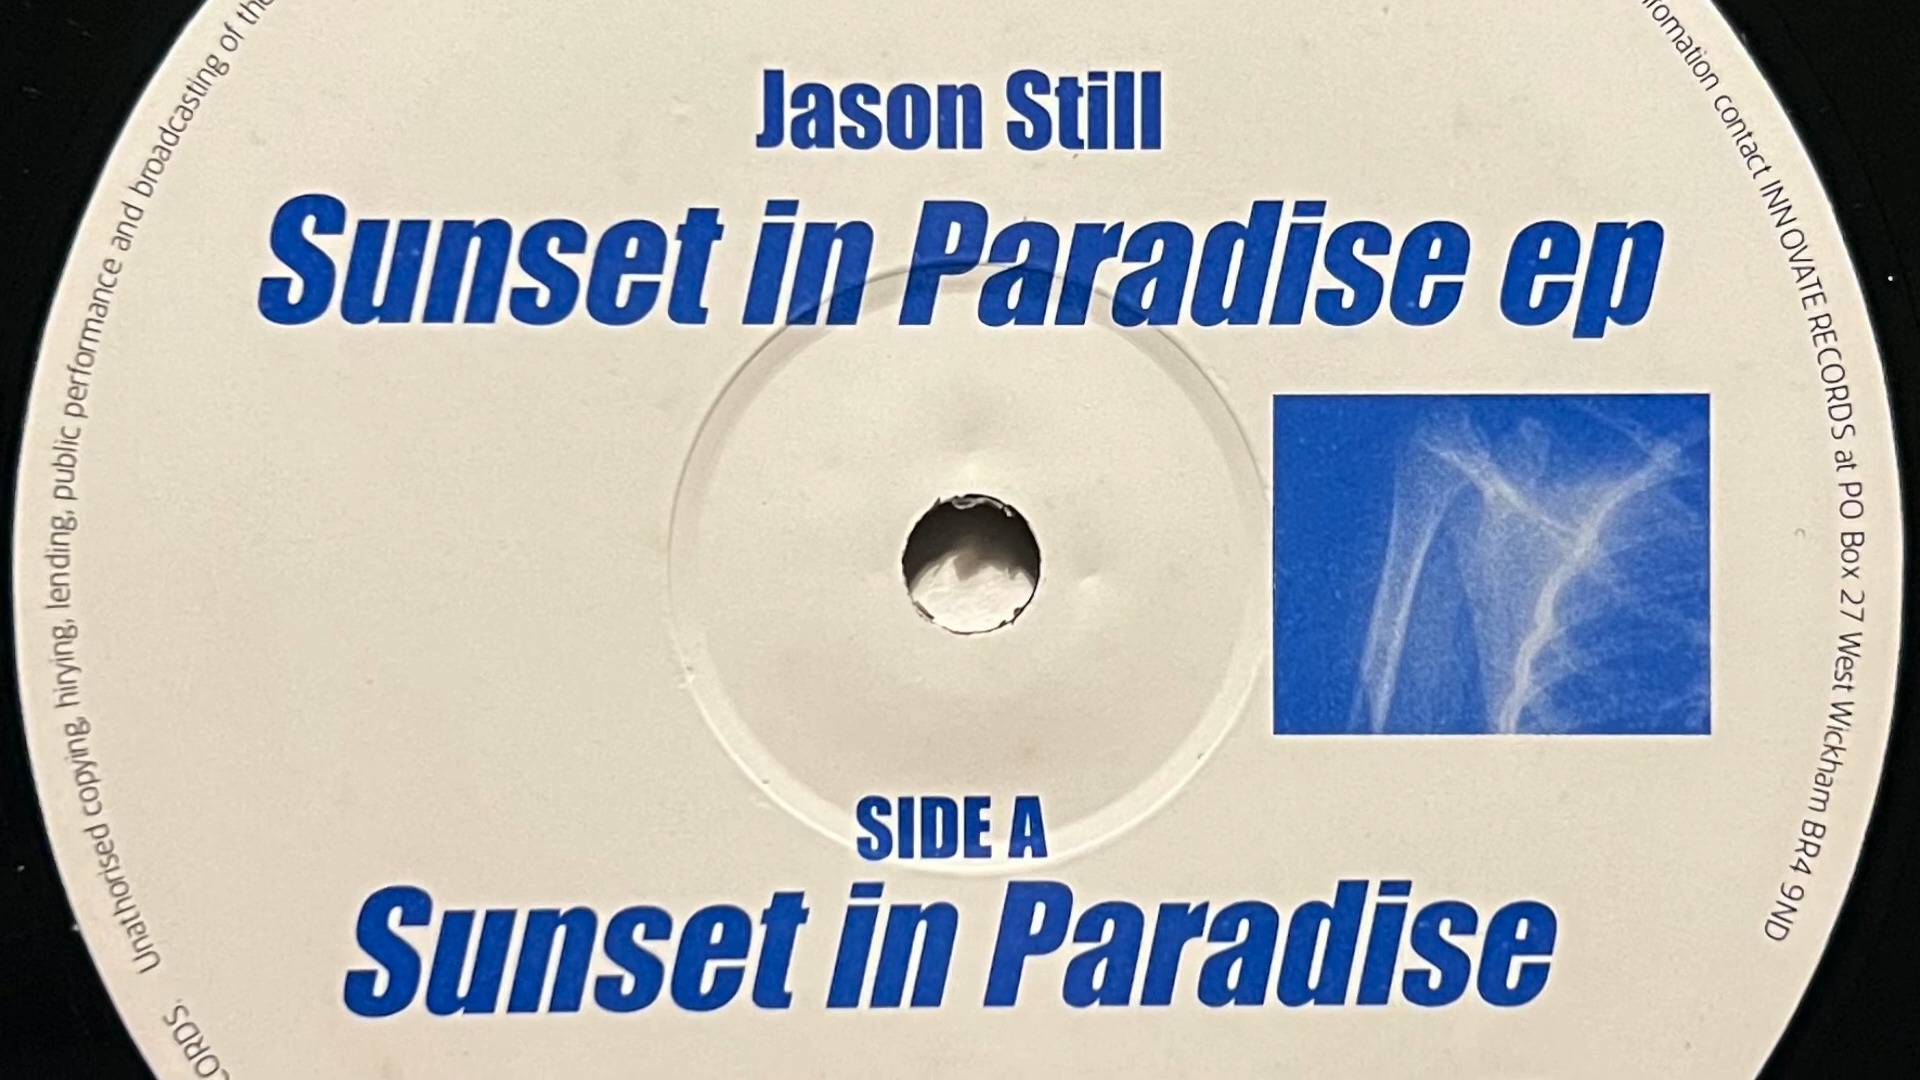 Jason Still
Sunset in Paradise ep
SIDE A
Sunset in Paradise
Unathorised copying, hirying, lending, public performance and broadcasting of the
contact INNOVATE RECORDS at PO Box 27 West Wickham BR4 9ND